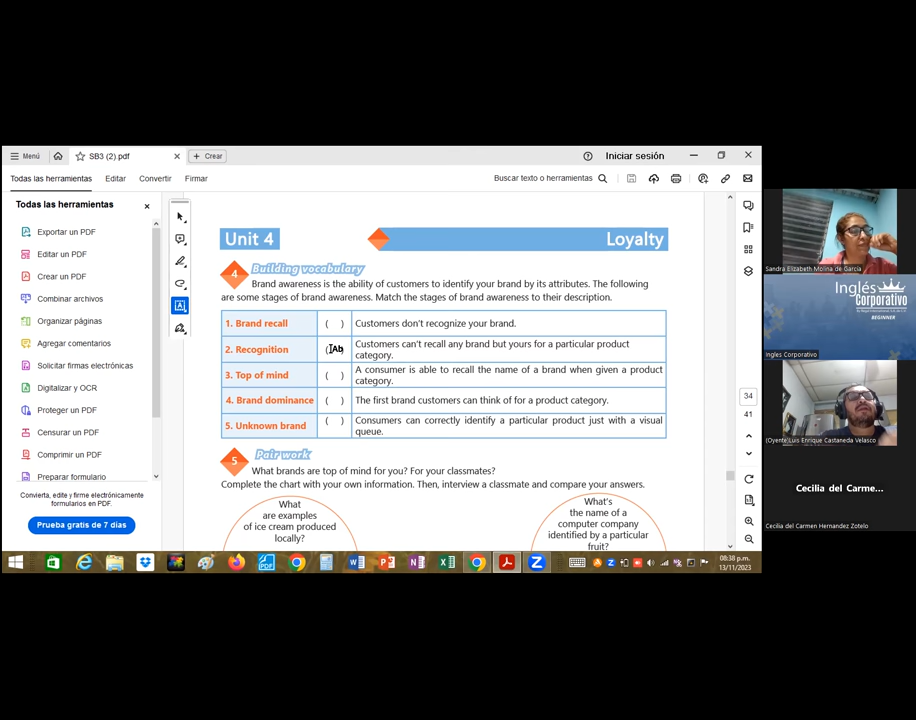 Menú
SB3 (2) pdf
Crear
Iniciar sesión
Todas las herramientas
Editar
Convertir
Firmar
Buscar texto o herramientas
Todas las herramientas
Exportar un PDF
Editar un PDF
Crear un PDF
Combinar archivos
Organizar páginas
Agregar comentarios
Solicitar firmas electrónicas
Digitalizar y OCR
Proteger un PDF
Censurar un PDF
Comprimir un PDF
Preparar formulario
Convierta, edite y firme electrónicamente
formularios en PDF.
Prueba gratis de 7 días
Unit 4
Loyalty
4 Building vocabulary
Brand awareness is the ability of customers to identify your brand by its attributes. The following
are some stages of brand awareness. Match the stages of brand awareness to their description.
1. Brand recall ( ) Customers don't recognize your brand.
2. Recognition ( ) Customers can't recall any brand but yours for a particular product
category.
3. Top of mind ( ) A consumer is able to recall the name of a brand when given a product
category.
4. Brand dominance ( ) The first brand customers can think of for a product category.
5. Unknown brand ( ) Consumers can correctly identify a particular product just with a visual
queue.
5 Pair work
What brands are top of mind for you? For your classmates?
Complete the chart with your own information. Then, interview a classmate and compare your answers.
What
are examples
of ice cream produced
locally?
What's
the name of a
computer company
identified by a particular
fruit?
34
41
08:38 p.m.
13/11/2023
Sandra Elizabeth Molina de Garcia
Inglés
Corporativo
BEGINNER
Ingles Corporativo
(Oyente) Luis Enrique Castaneda Velasco
Cecilia del Carme...
Cecilia del Carmen Hernandez Zotelo